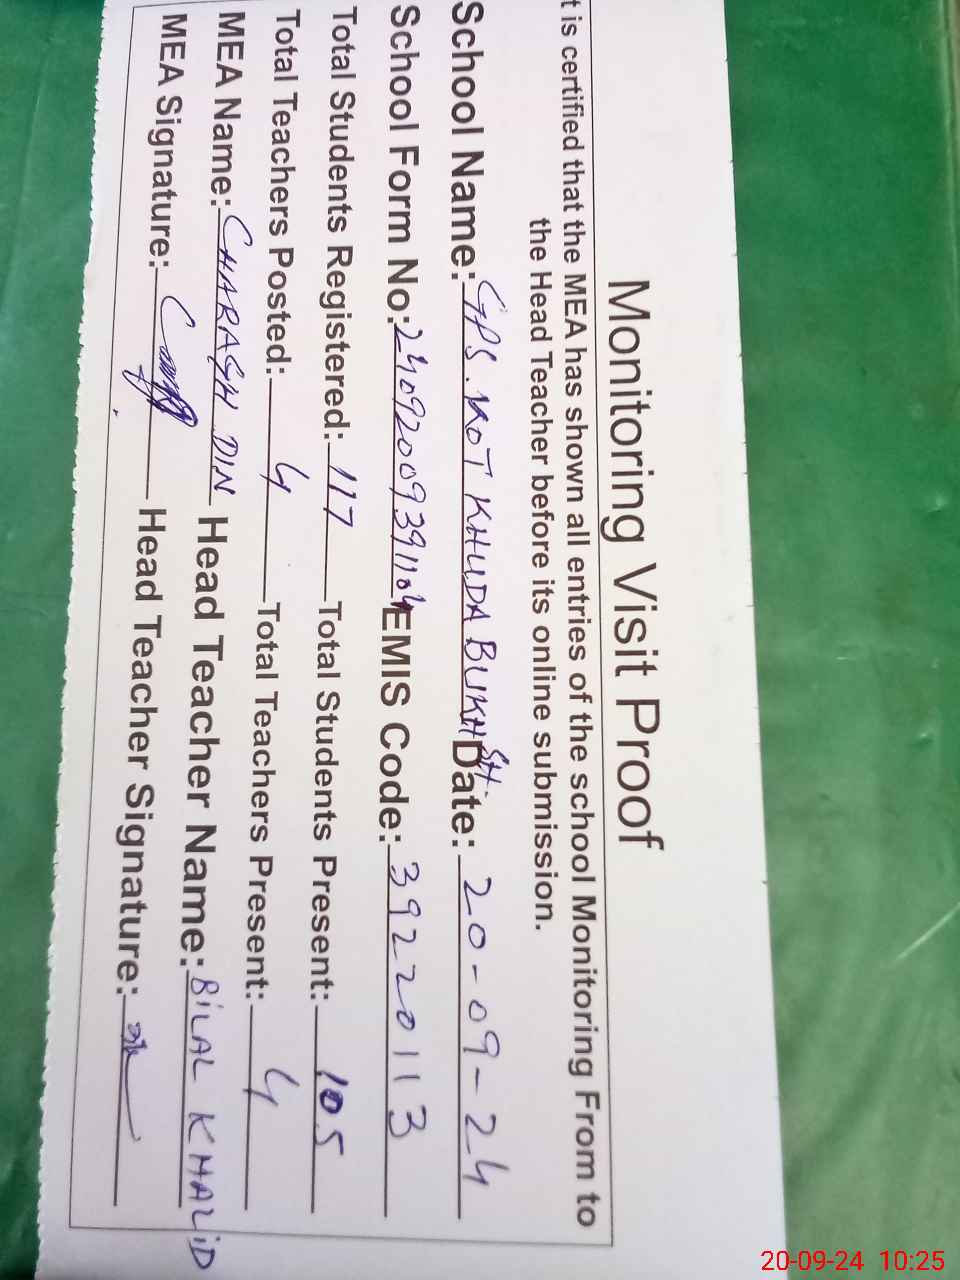 Monitoring Visit Proof
t is certified that the MEA has shown all entries of the school Monitoring From to
the Head Teacher before its online submission.
School Name: GPS. KOT KHUDA BUKHSH. Date: 20-09-24
School Form No: 24092009391104 EMIS Code: 39220113
Total Students Registered: 117 Total Students Present: 105
Total Teachers Posted: 4 Total Teachers Present: 4
MEA Name: CHARAGH DIN Head Teacher Name: BILAL KHALID
MEA Signature: Head Teacher Signature:
20-09-24 10:25